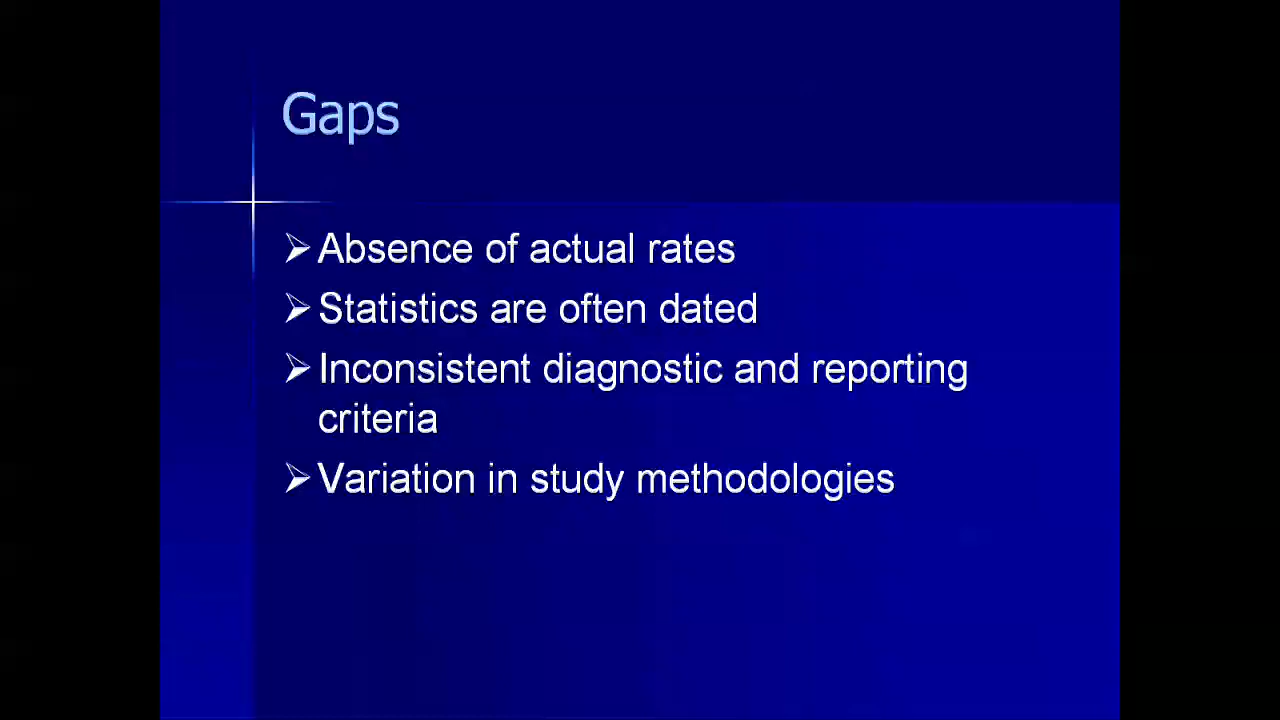 Gaps
➢Absence of actual rates
➢Statistics are often dated
➢Inconsistent diagnostic and reporting
criteria
➢Variation in study methodologies